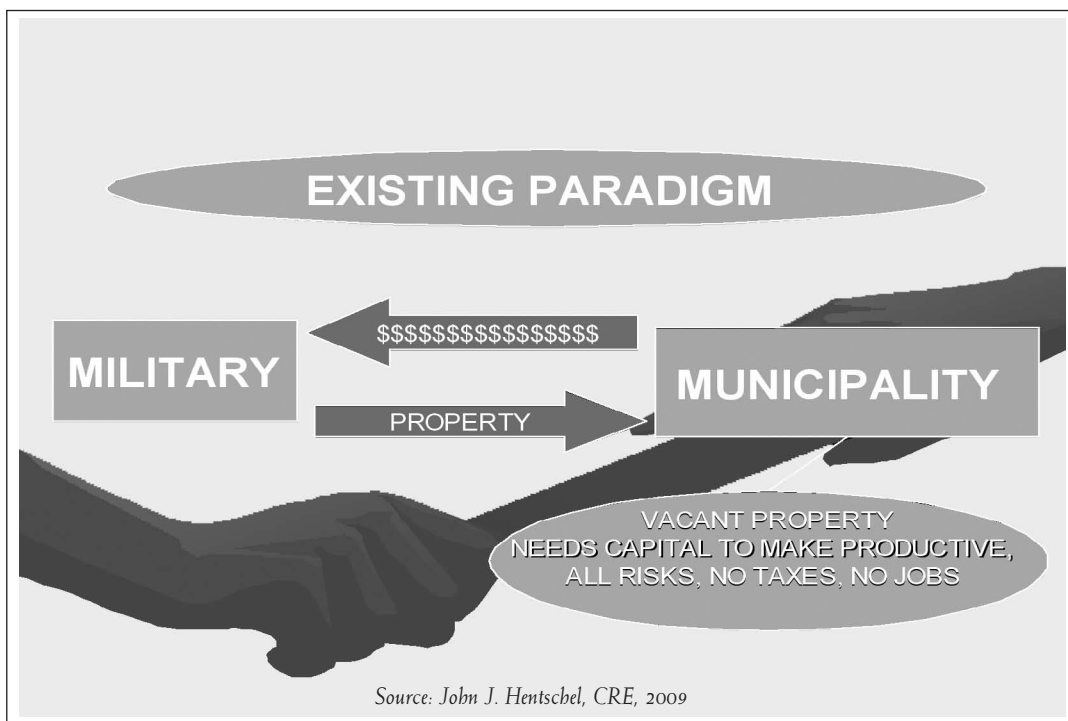 EXISTING PARADIGM
$$$$$$$$$$$$$$$$
MILITARY
MUNICIPALITY
PROPERTY
VACANT PROPERTY
NEEDS CAPITAL TO MAKE PRODUCTIVE,
ALL RISKS, NO TAXES, NO JOBS
Source: John J. Hentschel, CRE, 2009